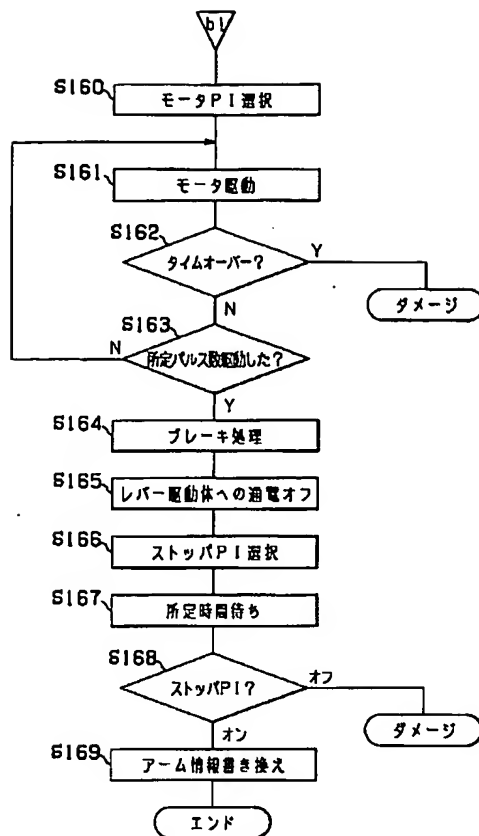 b1
S160
モータPI選択
S161
モータ駆動
S162
タイムオーバー?
Y
ダメージ
N
S163
所定パルス数駆動した?
N
Y
S164
ブレーキ処理
S165
レバー駆動体への通電オフ
S166
ストッパPI選択
S167
所定時間待ち
S168
ストッパPI?
オフ
ダメージ
オン
S169
アーム情報書き換え
エンド